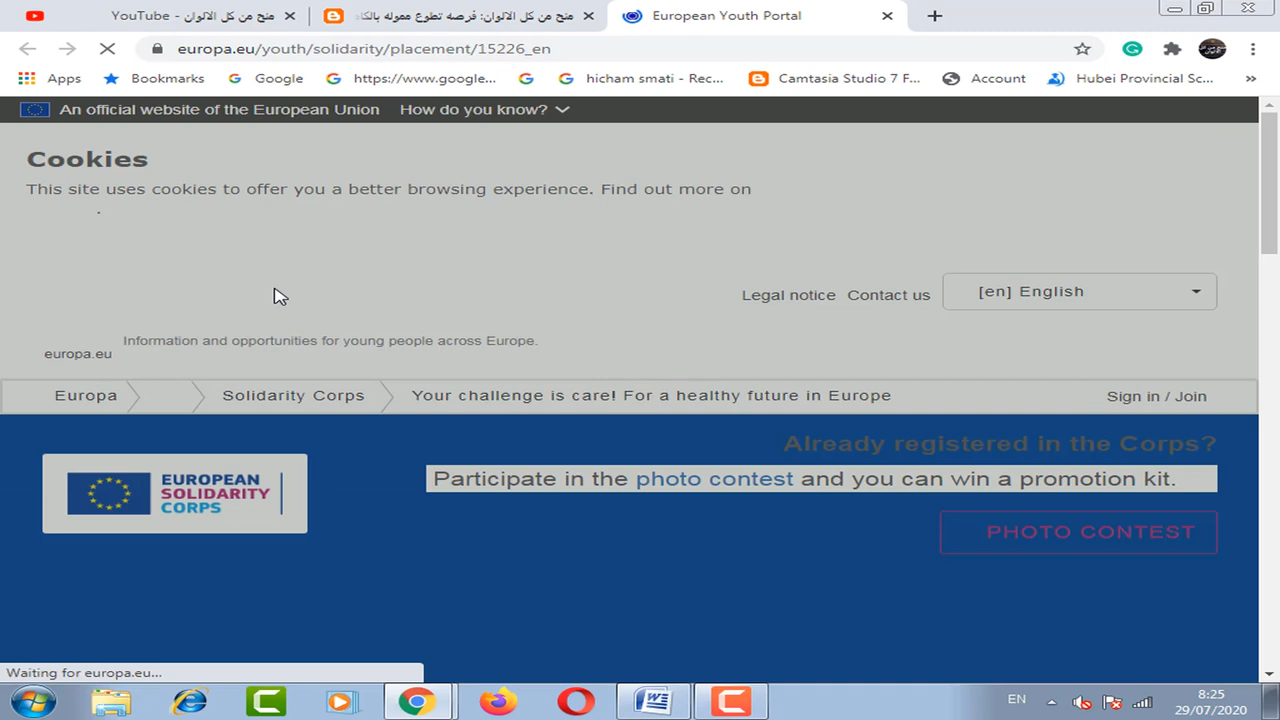 YouTube - منح من كل الالوان
منح من كل الالوان: فرصه تطوع مموله بالكا
European Youth Portal
europa.eu/youth/solidarity/placement/15226_en
Apps
Bookmarks
Google
https://www.google...
hicham smati - Rec...
Camtasia Studio 7 F...
Account
Hubei Provincial Sc...
»
An official website of the European Union
How do you know?
Cookies
This site uses cookies to offer you a better browsing experience. Find out more on
.
Legal notice
Contact us
[en] English
Information and opportunities for young people across Europe.
europa.eu
Europa
Solidarity Corps
Your challenge is care! For a healthy future in Europe
Sign in / Join
Already registered in the Corps?
EUROPEAN
SOLIDARITY
CORPS
Participate in the photo contest and you can win a promotion kit.
PHOTO CONTEST
Waiting for europa.eu...
EN
8:25
29/07/2020